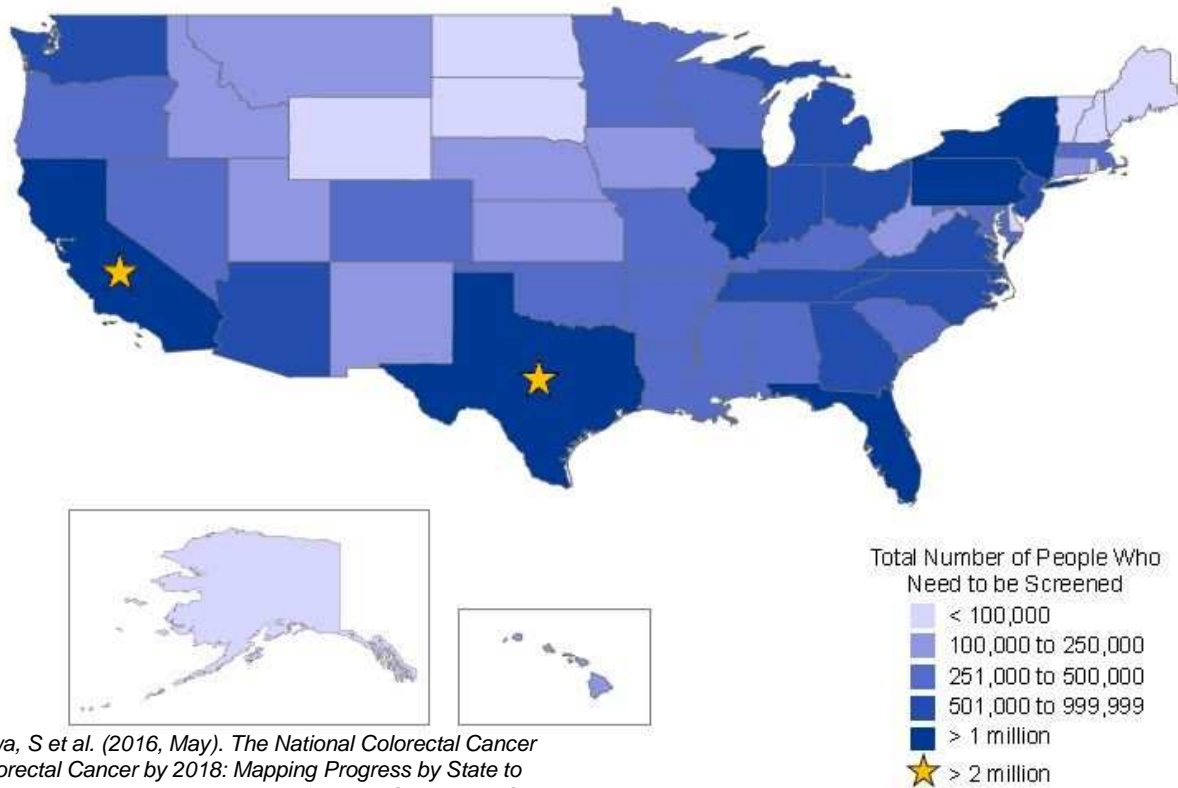 Total Number of People Who
Need to be Screened
< 100,000
100,000 to 250,000
251,000 to 500,000
501,000 to 999,999
> 1 million
> 2 million
S et al. (2016, May). The National Colorectal Cancer
Cancer by 2018: Mapping Progress by State to